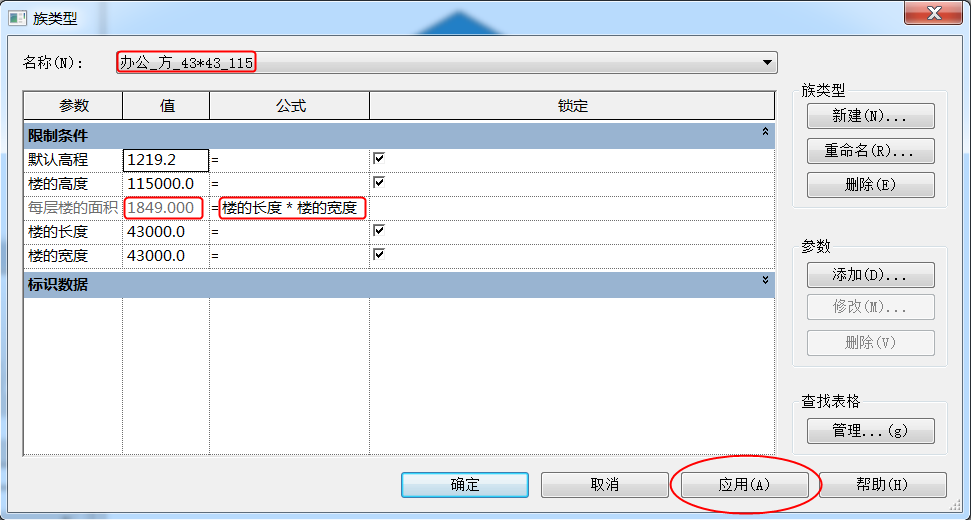 族类型
名称(N):
办公_方_43*43_115
参数 值 公式 锁定
限制条件
默认高程 1219.2 =
楼的高度 115000.0 =
每层楼的面积 1849.000 = 楼的长度 * 楼的宽度
楼的长度 43000.0 =
楼的宽度 43000.0 =
标识数据
族类型
新建(N)...
重命名(R)...
删除(E)
参数
添加(D)...
修改(M)...
删除(V)
查找表格
管理...(g)
确定 取消 应用(A) 帮助(H)